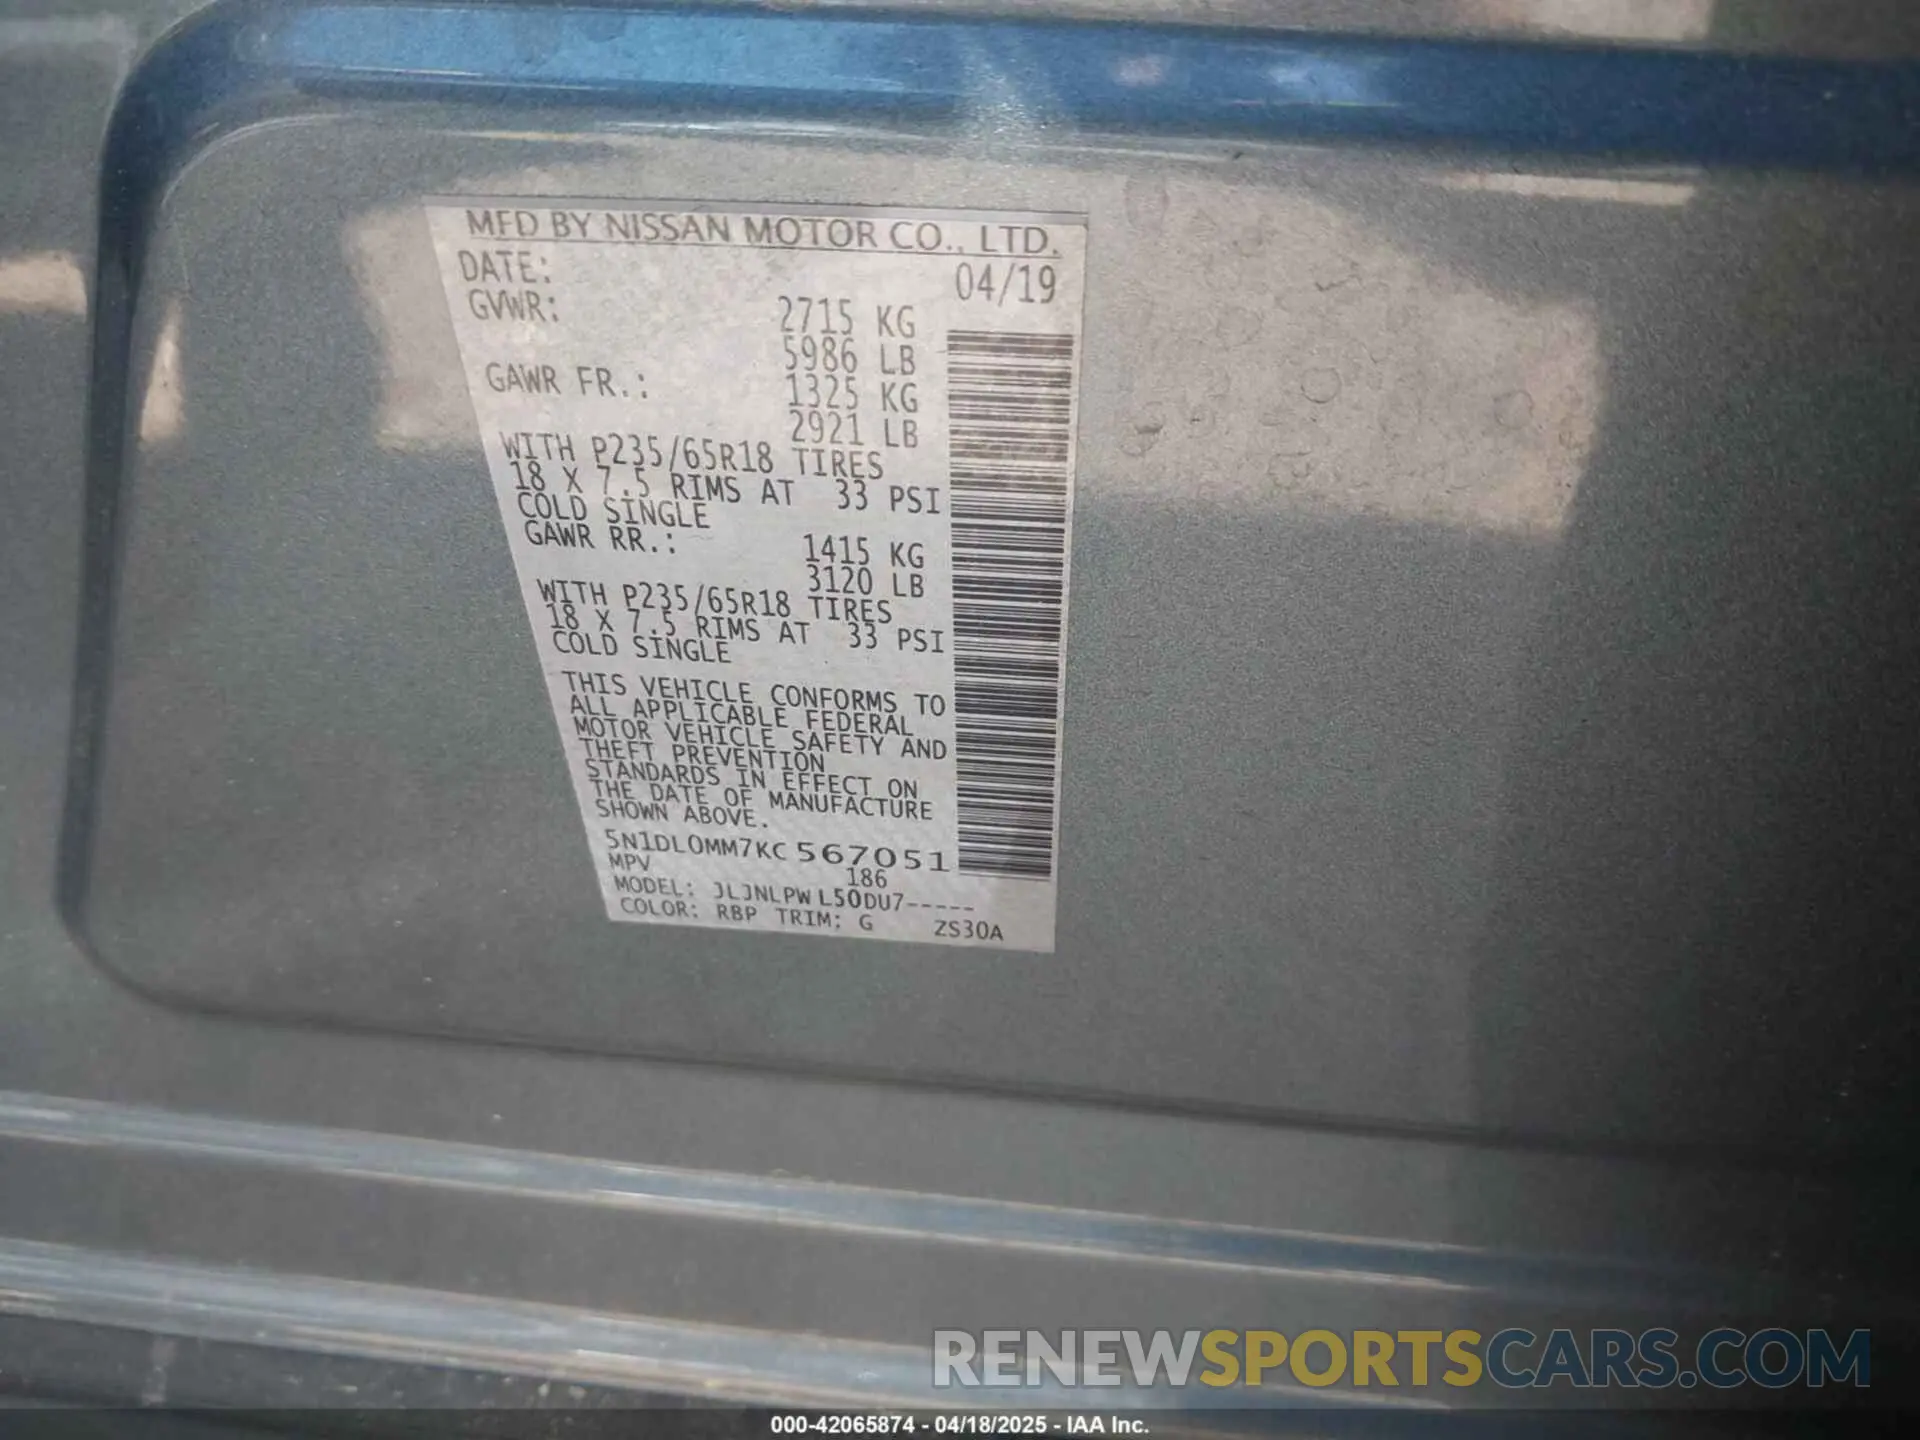 MFD BY NISSAN MOTOR CO., LTD.
DATE: 04/19
GVWR: 2715 KG
5986 LB
GAWR FR.: 1325 KG
2921 LB
WITH P235/65R18 TIRES
18 X 7.5 RIMS AT 33 PSI
COLD SINGLE
GAWR RR.: 1415 KG
3120 LB
WITH P235/65R18 TIRES
18 X 7.5 RIMS AT 33 PSI
COLD SINGLE
THIS VEHICLE CONFORMS TO
ALL APPLICABLE FEDERAL
MOTOR VEHICLE SAFETY AND
THEFT PREVENTION
STANDARDS IN EFFECT ON
THE DATE OF MANUFACTURE
SHOWN ABOVE.
5N1DL0MM7KC 567051
MPV 186
MODEL: JLJNLPW L50DU7-----
COLOR: RBP TRIM: G ZS30A
RENEWSPORTSCARS.COM
000-42065874 - 04/18/2025 - IAA Inc.